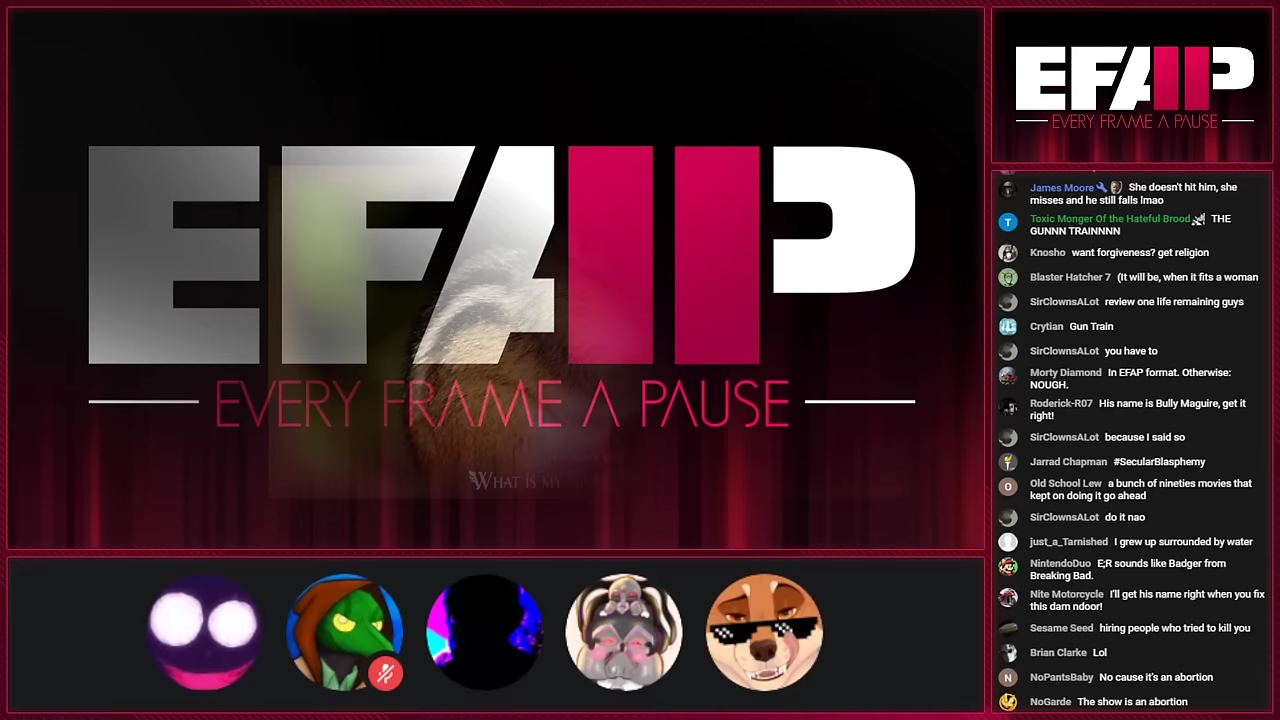 EFAP
EVERY FRAME A PAUSE
WHAT IS MY
EFAP
EVERY FRAME A PAUSE
James Moore She doesn't hit him, she
misses and he still falls lmao
T
Toxic Monger Of the Hateful Brood THE
GUNNN TRAINNNN
Knosho want forgiveness? get religion
Blaster Hatcher 7 (It will be, when it fits a woman
SirClownsALot review one life remaining guys
Crytian Gun Train
SirClownsALot you have to
Morty Diamond In EFAP format. Otherwise:
NOUGH.
Roderick-R07 His name is Bully Maguire, get it
right!
SirClownsALot because I said so
Jarrad Chapman #SecularBlasphemy
O
Old School Lew a bunch of nineties movies that
kept on doing it go ahead
SirClownsALot do it nao
just_a_Tarnished I grew up surrounded by water
NintendoDuo E;R sounds like Badger from
Breaking Bad.
Nite Motorcycle I'll get his name right when you fix
this dam ndoor!
Sesame Seed hiring people who tried to kill you
Brian Clarke Lol
N
NoPantsBaby No cause it's an abortion
NoGarde The show is an abortion